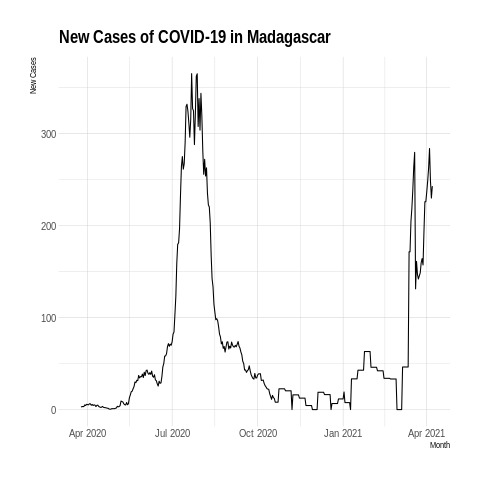 New Cases of COVID-19 in Madagascar
New Cases
300
200
100
0
Apr 2020 Jul 2020 Oct 2020 Jan 2021 Apr 2021
Month